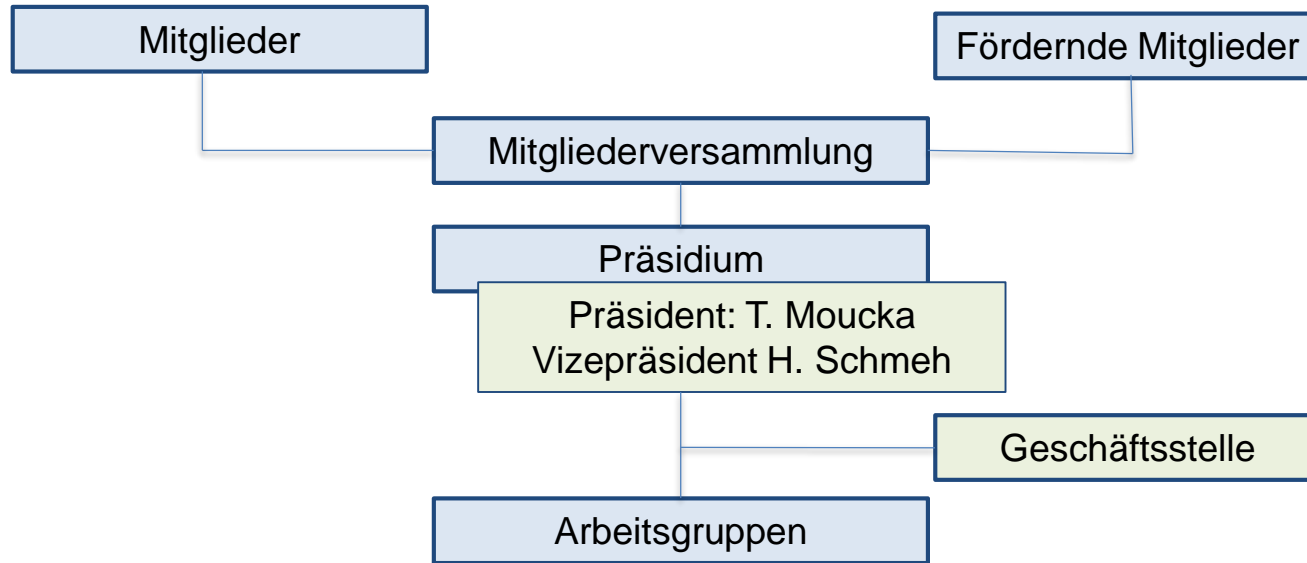 Mitglieder
Fördernde Mitglieder
Mitgliederversammlung
Präsidium
Präsident: T. Moucka
Vizepräsident H. Schmeh
Geschäftsstelle
Arbeitsgruppen